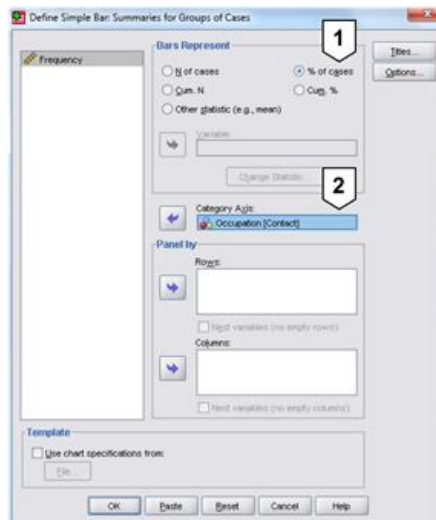 Define Simple Bar: Summaries for Groups of Cases
Frequency
Bars Represent
1
N of cases
% of cases
Cum. N
Cum. %
Other statistic (e.g., mean)
Variable:
Change Statistic...
2
Category Axis:
Occupation [Contact]
Panel by
Rows:
Nest variables (no empty rows)
Columns:
Nest variables (no empty columns)
Template
Use chart specifications from:
File...
OK
Paste
Reset
Cancel
Help
Titles...
Options...